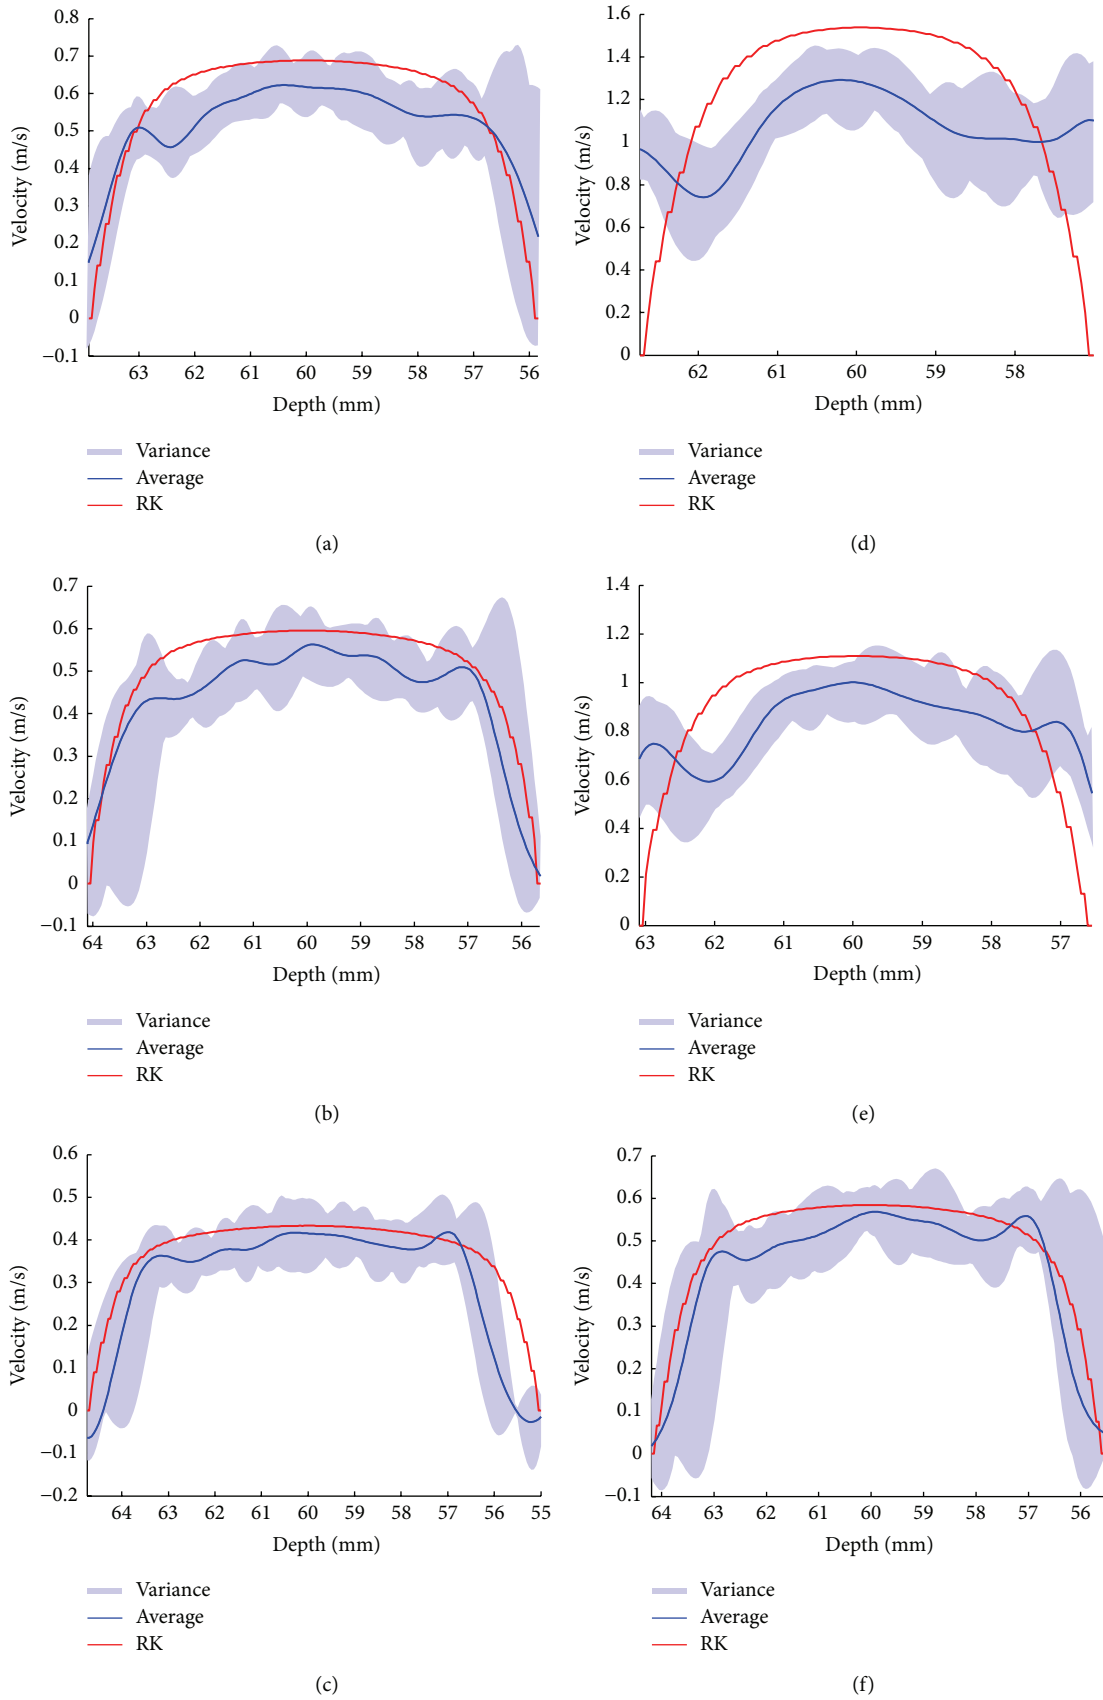 0.8
0.7
0.6
0.5
0.4
0.3
0.2
0.1
0
−0.1
Velocity (m/s)
63 62 61 60 59 58 57 56
Depth (mm)
Variance
Average
RK
(a)
1.6
1.4
1.2
1
0.8
0.6
0.4
0.2
0
Velocity (m/s)
62 61 60 59 58
Depth (mm)
Variance
Average
RK
(d)
0.7
0.6
0.5
0.4
0.3
0.2
0.1
0
−0.1
Velocity (m/s)
64 63 62 61 60 59 58 57 56
Depth (mm)
Variance
Average
RK
(b)
1.4
1.2
1
0.8
0.6
0.4
0.2
0
Velocity (m/s)
63 62 61 60 59 58 57
Depth (mm)
Variance
Average
RK
(e)
0.6
0.5
0.4
0.3
0.2
0.1
0
−0.1
−0.2
Velocity (m/s)
64 63 62 61 60 59 58 57 56 55
Depth (mm)
Variance
Average
RK
(c)
0.7
0.6
0.5
0.4
0.3
0.2
0.1
0
−0.1
Velocity (m/s)
64 63 62 61 60 59 58 57 56
Depth (mm)
Variance
Average
RK
(f)